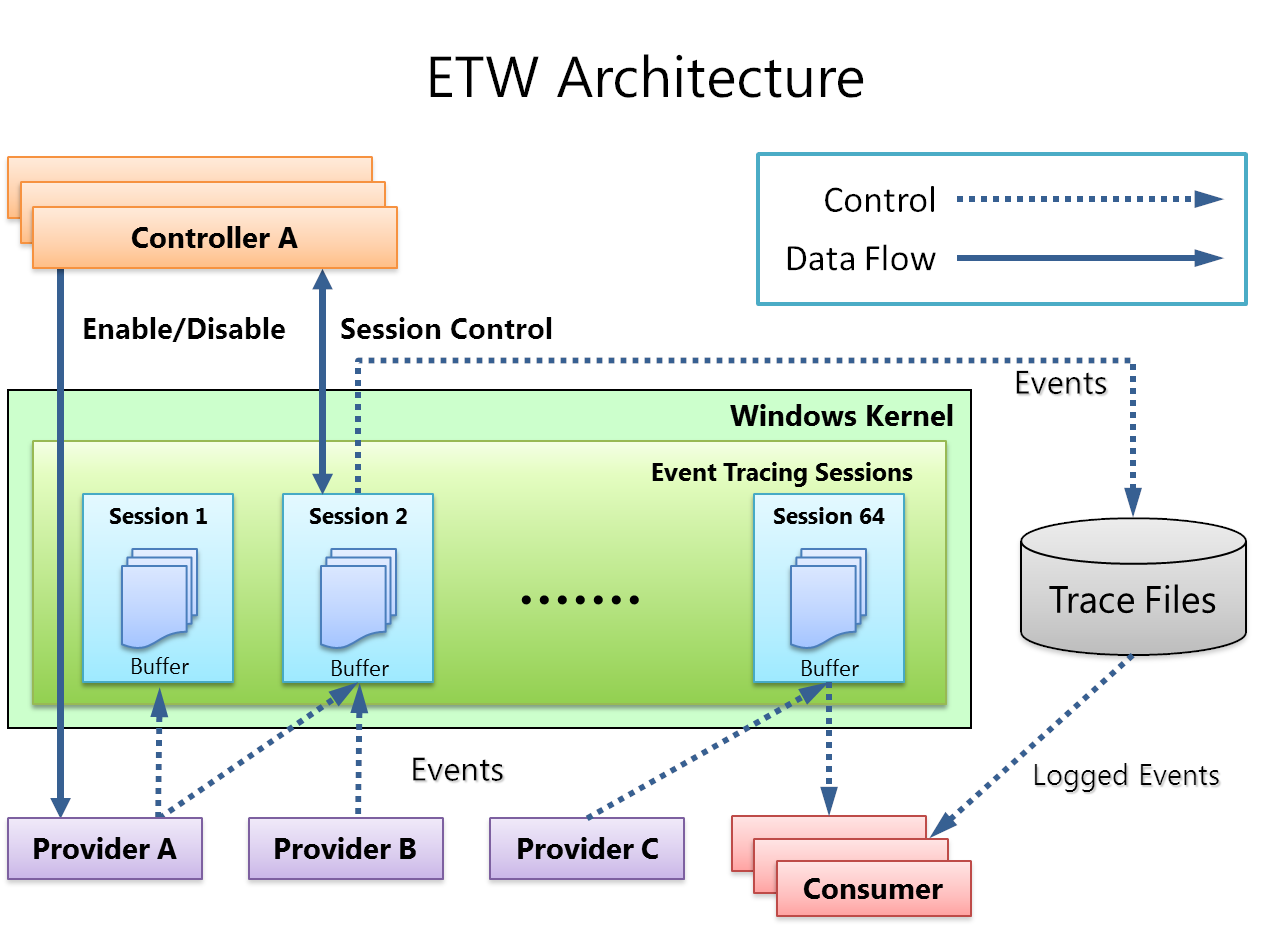 ETW Architecture
Control
Data Flow
Controller A
Enable/Disable
Session Control
Events
Windows Kernel
Event Tracing Sessions
Session 1
Session 2
Session 64
.......
Buffer
Buffer
Buffer
Trace Files
Events
Logged Events
Provider A
Provider B
Provider C
Consumer